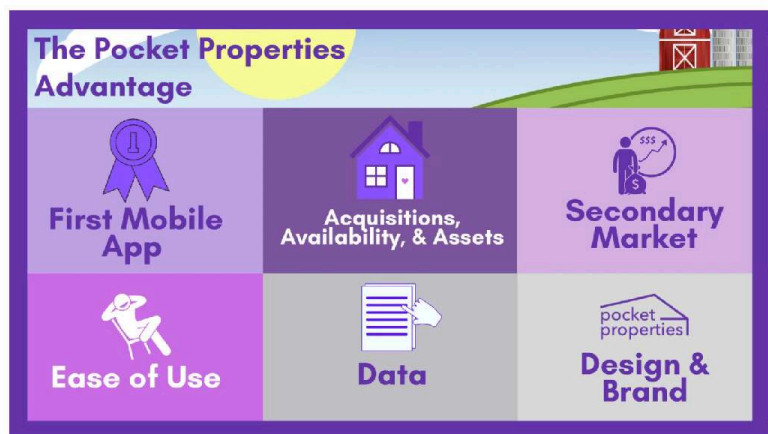 The Pocket Properties
Advantage
1
First Mobile
App
Acquisitions,
Availability, & Assets
$$$
$
Secondary
Market
Ease of Use
Data
pocket
properties
Design &
Brand